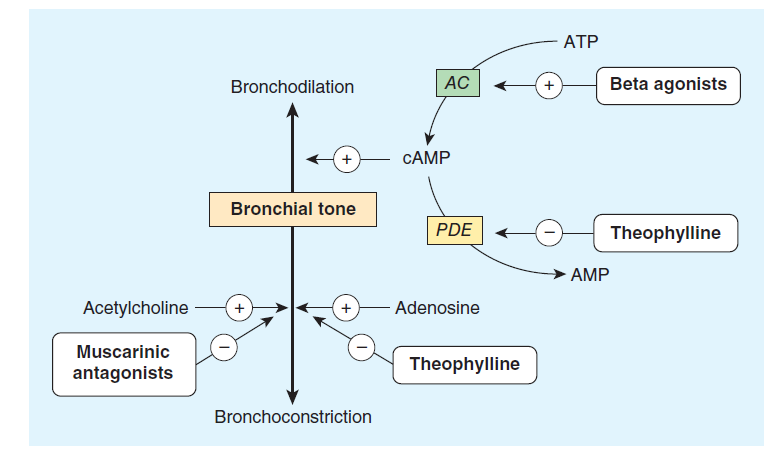 ATP
AC
+
Beta agonists
Bronchodilation
+
cAMP
Bronchial tone
PDE
−
Theophylline
AMP
Acetylcholine
+
+
Adenosine
Muscarinic
antagonists
−
−
Theophylline
Bronchoconstriction